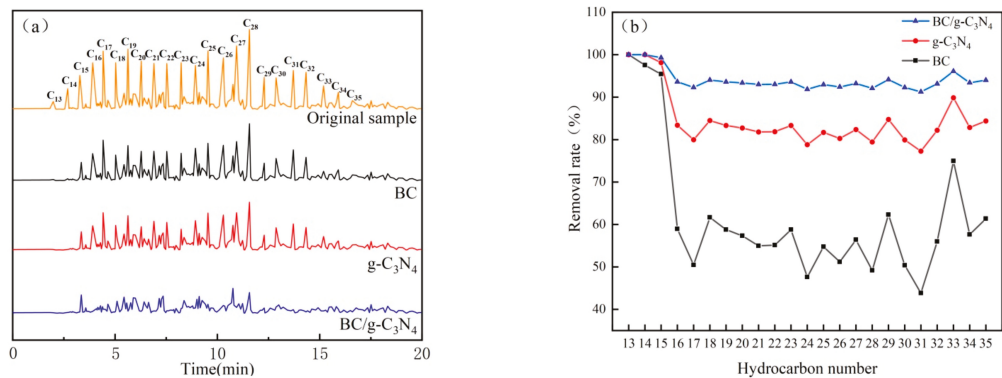 (a)
C13
C14
C15
C16
C17
C18
C19
C20
C21
C22
C23
C24
C25
C26
C27
C28
C29
C30
C31
C32
C33
C34
C35
Original sample
BC
g-C3N4
BC/g-C3N4
0 5 10 15 20
Time(min)
(b)
BC/g-C3N4
g-C3N4
BC
110
100
90
80
70
60
50
40
Removal rate (%)
13 14 15 16 17 18 19 20 21 22 23 24 25 26 27 28 29 30 31 32 33 34 35
Hydrocarbon number